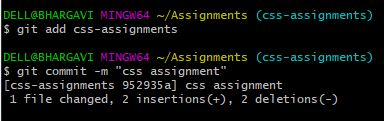 DELL@BHARGAVI MINGW64 ~/Assignments (css-assignments)
$ git add css-assignments
DELL@BHARGAVI MINGW64 ~/Assignments (css-assignments)
$ git commit -m "css assignment"
[css-assignments 952935a] css assignment
 1 file changed, 2 insertions(+), 2 deletions(-)